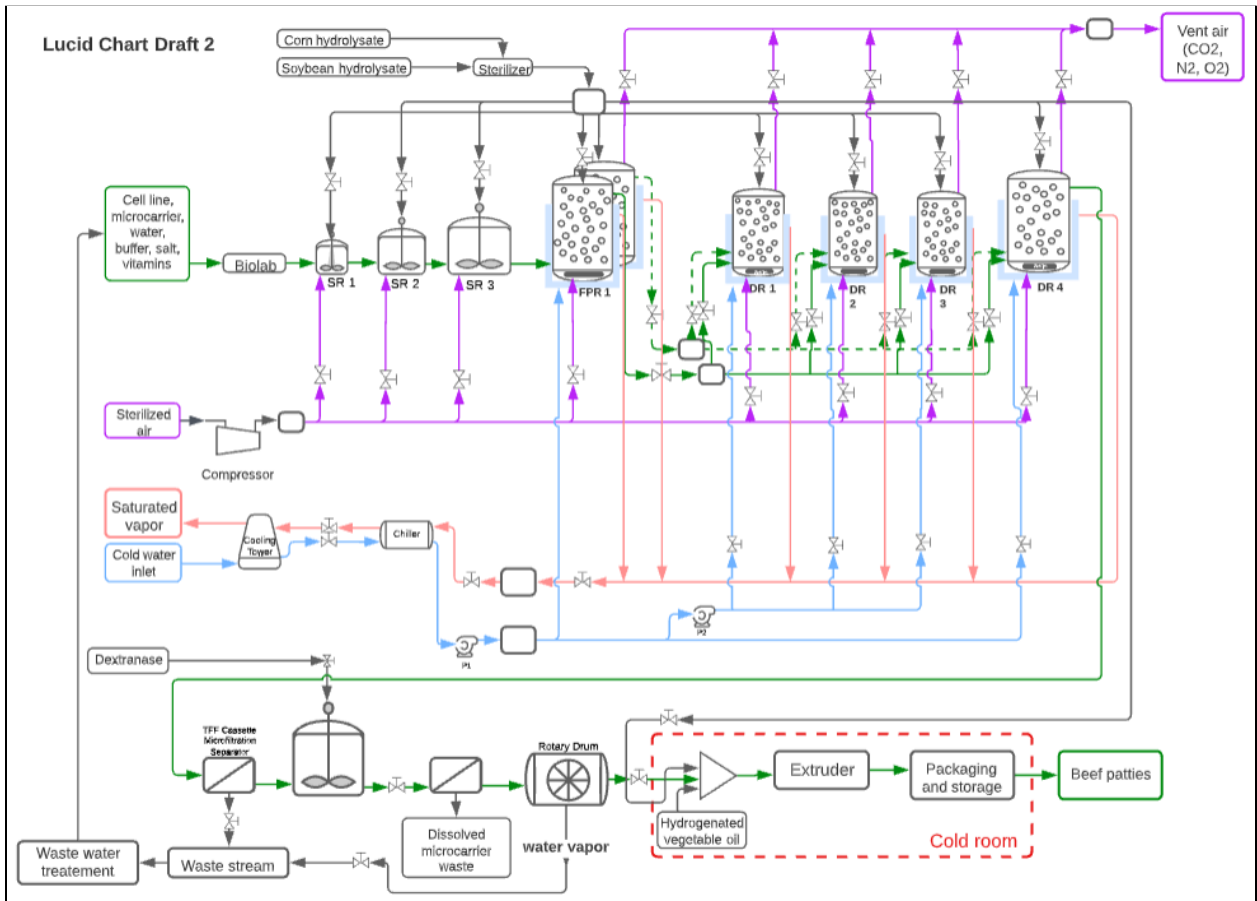 Lucid Chart Draft 2
Corn hydrolysate
Soybean hydrolysate
Sterilizer
Vent air
(CO2,
N2, O2)
Cell line,
microcarrier,
water,
buffer, salt,
vitamins
Biolab
SR 1
SR 2
SR 3
FPR 1
DR 1
DR
2
DR
3
DR 4
Sterilized
air
Compressor
Saturated
vapor
Cold water
inlet
Cooling
Tower
Chiller
P1
P2
Dextranase
TFF Cassette
Microfiltration
Separator
Rotary Drum
Extruder
Packaging
and storage
Beef patties
Hydrogenated
vegetable oil
Cold room
Dissolved
microcarrier
waste
water vapor
Waste stream
Waste water
treatement